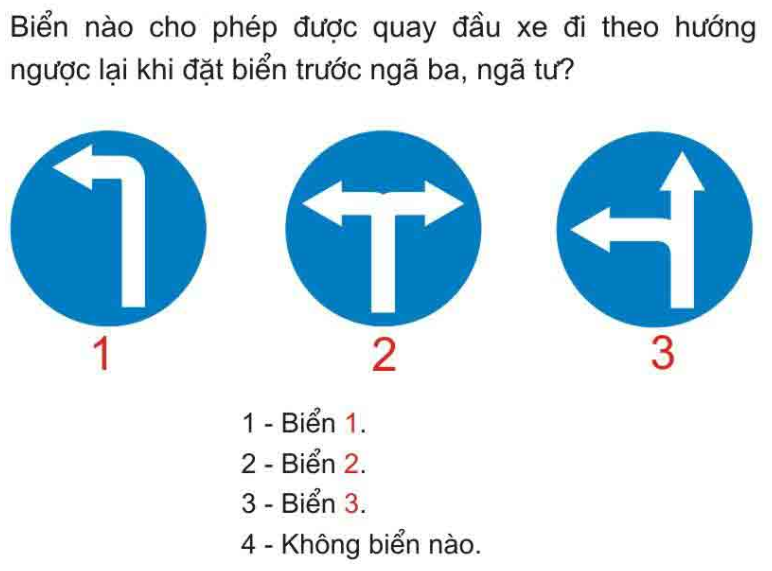 Biển nào cho phép được quay đầu xe đi theo hướng
ngược lại khi đặt biển trước ngã ba, ngã tư?
1
2
3
1 - Biển 1.
2 - Biển 2.
3 - Biển 3.
4 - Không biển nào.